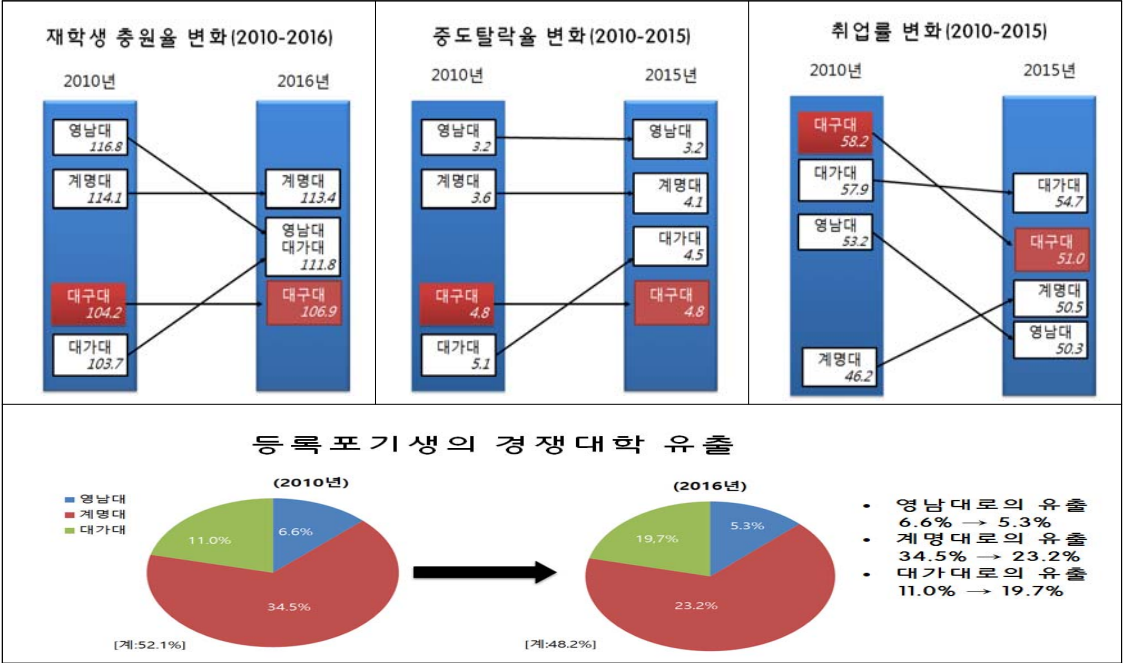 재학생 충원율 변화(2010-2016)
2010년
2016년
영남대
116.8
계명대
114.1
대구대
104.2
대가대
103.7
계명대
113.4
영남대
대가대
111.8
대구대
106.9
중도탈락율 변화(2010-2015)
2010년
2015년
영남대
3.2
계명대
3.6
대구대
4.8
대가대
5.1
영남대
3.2
계명대
4.1
대가대
4.5
대구대
4.8
취업률 변화(2010-2015)
2010년
2015년
대구대
58.2
대가대
57.9
영남대
53.2
계명대
46.2
대가대
54.7
대구대
51.0
계명대
50.5
영남대
50.3
등록포기생의 경쟁대학 유출
영남대
계명대
대가대
(2010년)
11.0%
6.6%
34.5%
[계:52.1%]
(2016년)
19,7%
5.3%
23.2%
[계:48.2%]
• 영남대로의 유출
6.6% → 5.3%
• 계명대로의 유출
34.5% → 23.2%
• 대가대로의 유출
11.0% → 19.7%